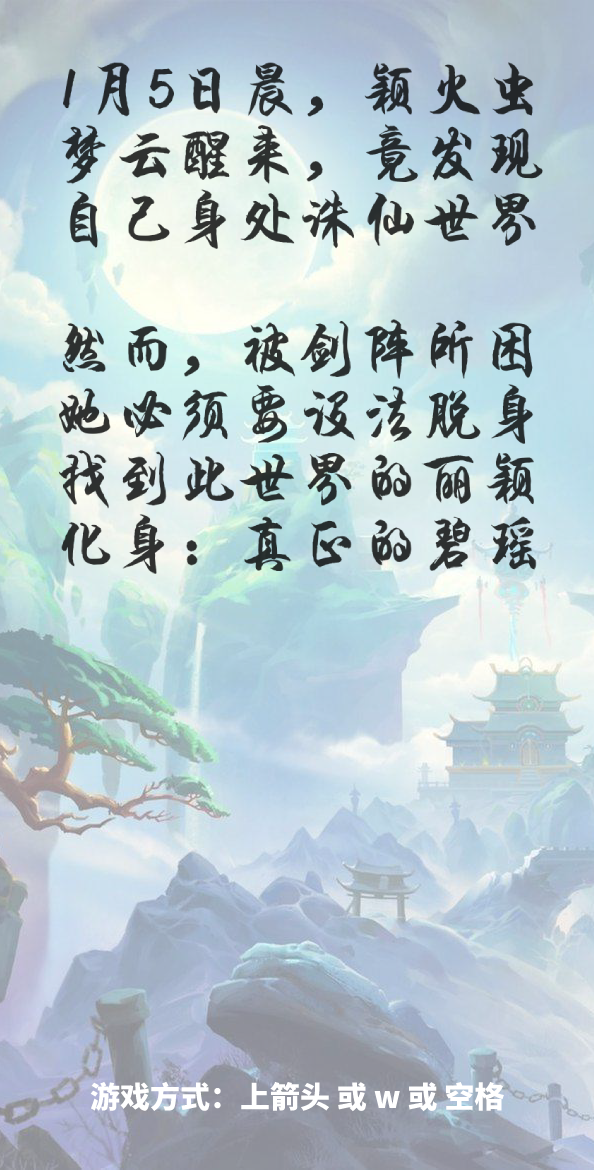 1月5日晨，颖火虫
梦云醒来，竟发现
自己身处诛仙世界
然而，被剑阵所困
她必须要设法脱身
找到此世界的丽颖
化身：真正的碧瑶
游戏方式：上箭头 或 w 或 空格